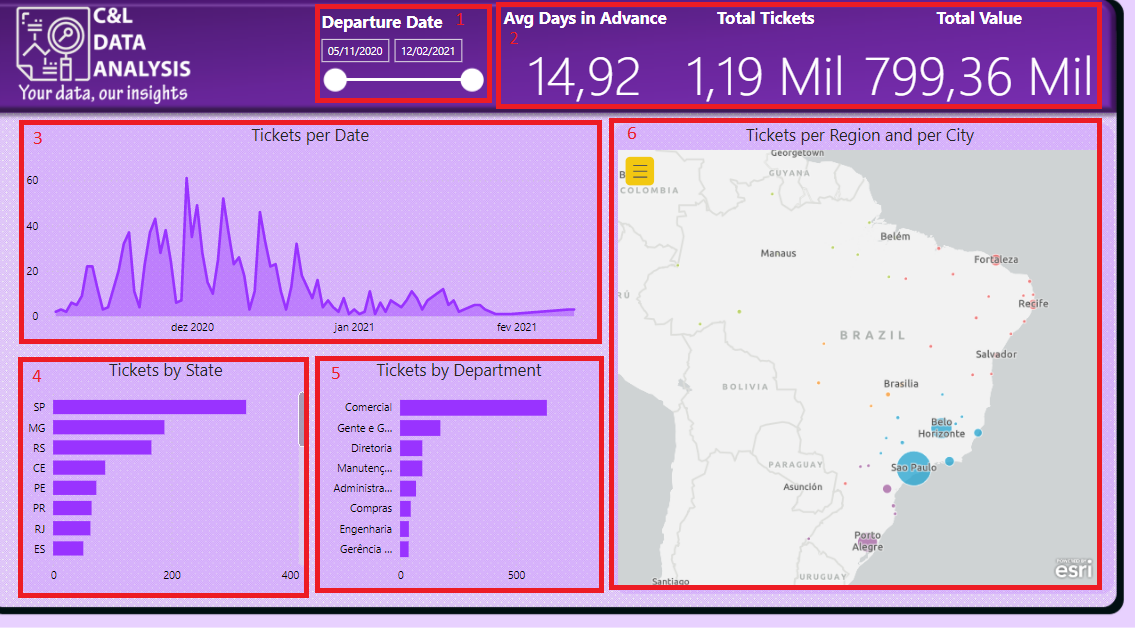 C&L
DATA
ANALYSIS
Your data, our insights
Departure Date 1
05/11/2020 12/02/2021
Avg Days in Advance Total Tickets Total Value
2
14,92 1,19 Mil 799,36 Mil
3 Tickets per Date
60
40
20
0
dez 2020 jan 2021 fev 2021
4 Tickets by State
SP
MG
RS
CE
PE
PR
RJ
ES
0 200 400
5 Tickets by Department
Comercial
Gente e G...
Diretoria
Manutenç...
Administra...
Compras
Engenharia
Gerência ...
0 500
6 Tickets per Region and per City
Georgetown
GUYANA
COLOMBIA
Belém
Manaus
Fortaleza
RÚ
Recife
BRAZIL
Salvador
Brasilia
BOLIVIA
Belo
Horizonte
PARAGUAY
Sao Paulo
Asunción
Porto
Alegre
URUGUAY
Santiago
POWERED BY
esri